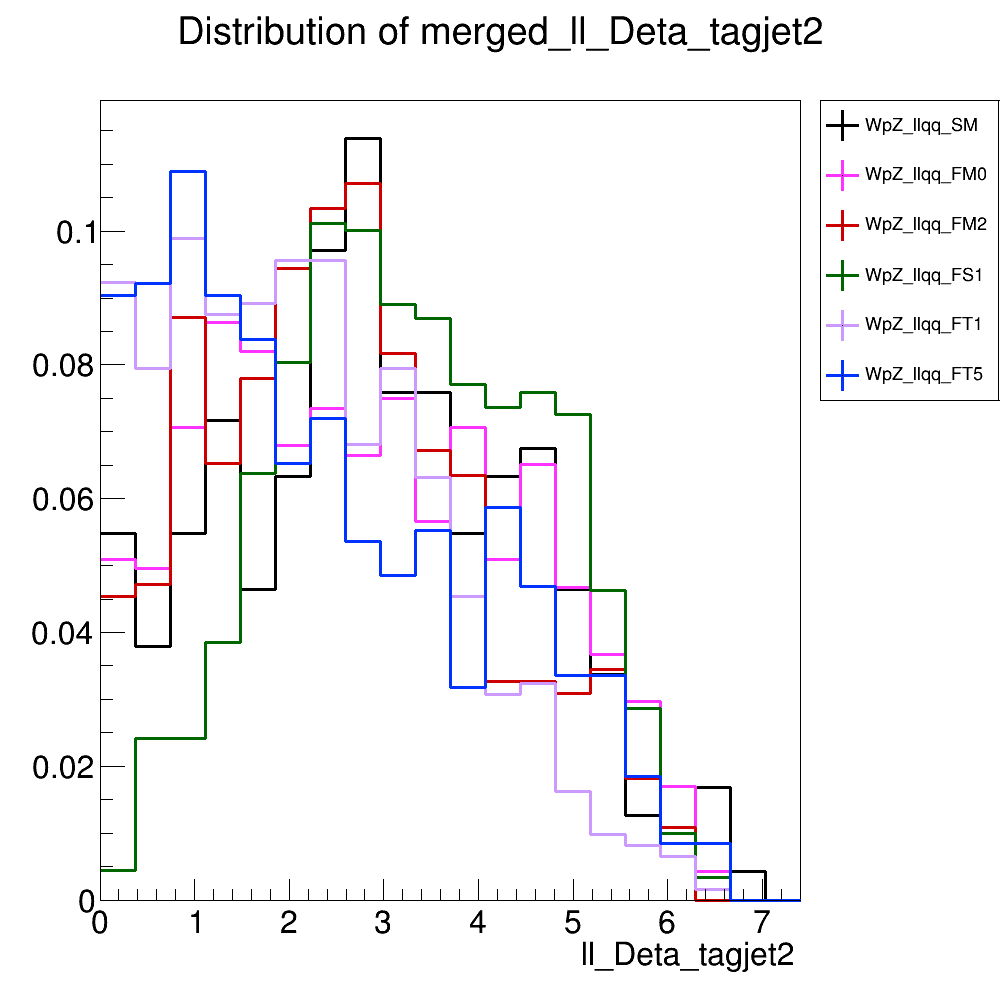 Distribution of merged_ll_Deta_tagjet2
WpZ_llqq_SM
WpZ_llqq_FM0
WpZ_llqq_FM2
WpZ_llqq_FS1
WpZ_llqq_FT1
WpZ_llqq_FT5
0.1
0.08
0.06
0.04
0.02
0
0 1 2 3 4 5 6 7
ll_Deta_tagjet2